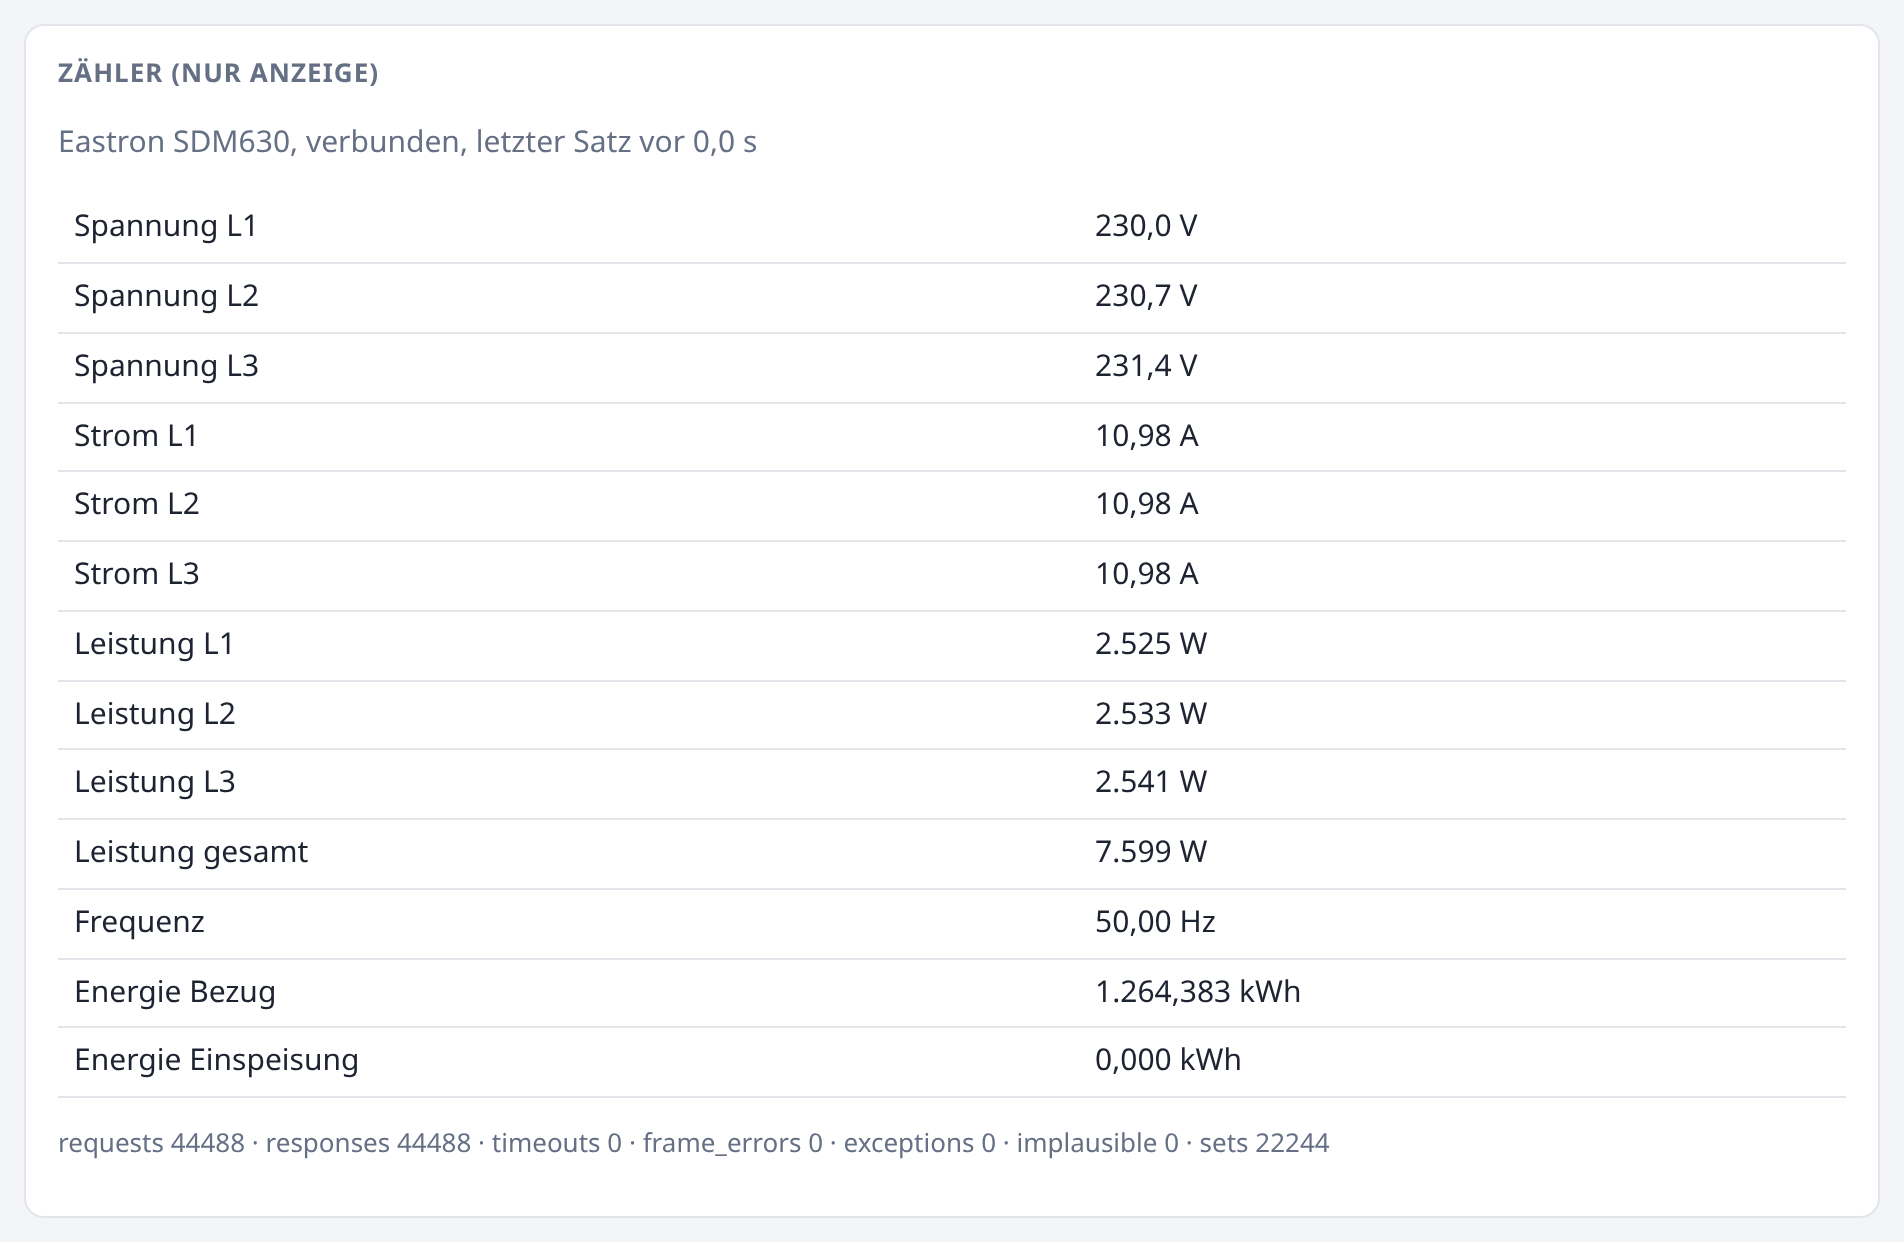 ZÄHLER (NUR ANZEIGE)
Eastron SDM630, verbunden, letzter Satz vor 0,0 s
Spannung L1 230,0 V
Spannung L2 230,7 V
Spannung L3 231,4 V
Strom L1 10,98 A
Strom L2 10,98 A
Strom L3 10,98 A
Leistung L1 2.525 W
Leistung L2 2.533 W
Leistung L3 2.541 W
Leistung gesamt 7.599 W
Frequenz 50,00 Hz
Energie Bezug 1.264,383 kWh
Energie Einspeisung 0,000 kWh
requests 44488 · responses 44488 · timeouts 0 · frame_errors 0 · exceptions 0 · implausible 0 · sets 22244